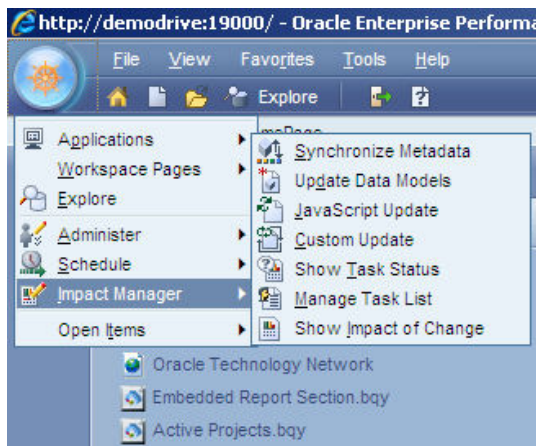 http://demodrive:19000/ - Oracle Enterprise Performa
File View Favorites Tools Help
Explore
Applications
Workspace Pages
Explore
Administer
Schedule
Impact Manager
Open Items
Synchronize Metadata
Update Data Models
JavaScript Update
Custom Update
Show Task Status
Manage Task List
Show Impact of Change
Oracle Technology Network
Embedded Report Section.bqy
Active Projects.bqy